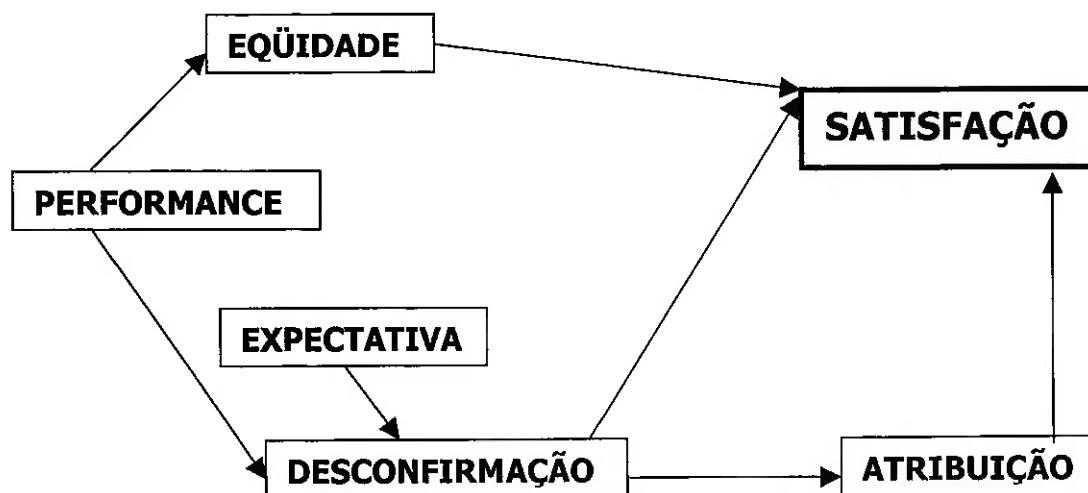 EQÜIDADE
SATISFAÇÃO
PERFORMANCE
EXPECTATIVA
DESCONFIRMAÇÃO
ATRIBUIÇÃO